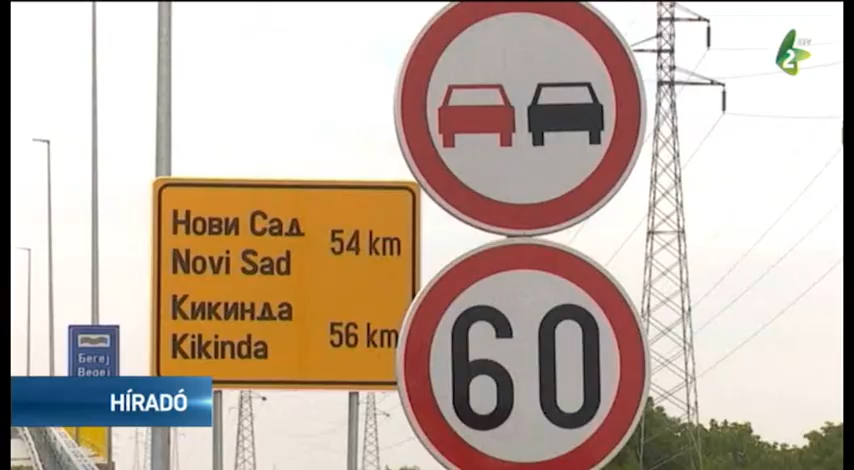 Нови Сад 54 km
Novi Sad
Кикинда 56 km
Kikinda
60
Бегеј
Begej
HÍRADÓ
2